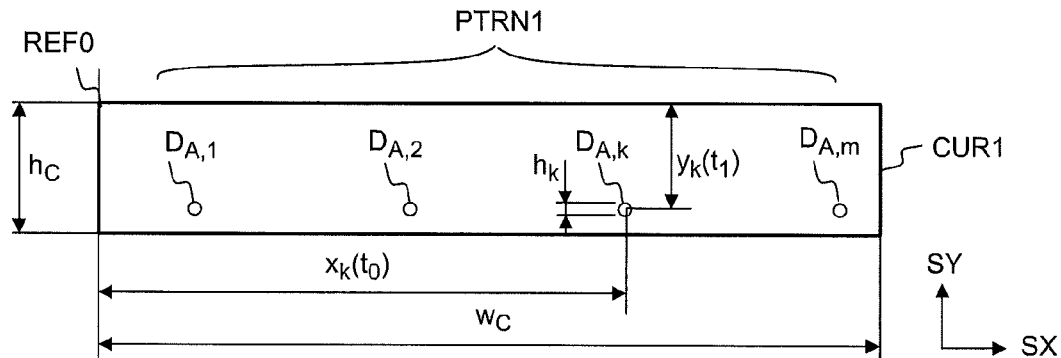 PTRN1
REF0
D_A,1
D_A,2
D_A,k
D_A,m
h_C
h_k
y_k(t_1)
CUR1
x_k(t_0)
w_C
SY
SX